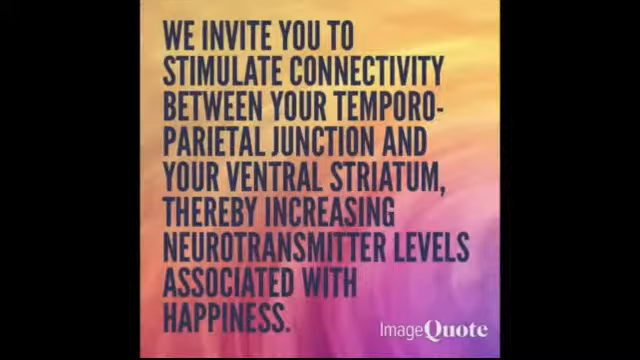 WE INVITE YOU TO
STIMULATE CONNECTIVITY
BETWEEN YOUR TEMPORO-
PARIETAL JUNCTION AND
YOUR VENTRAL STRIATUM,
THEREBY INCREASING
NEUROTRANSMITTER LEVELS
ASSOCIATED WITH
HAPPINESS.
ImageQuote